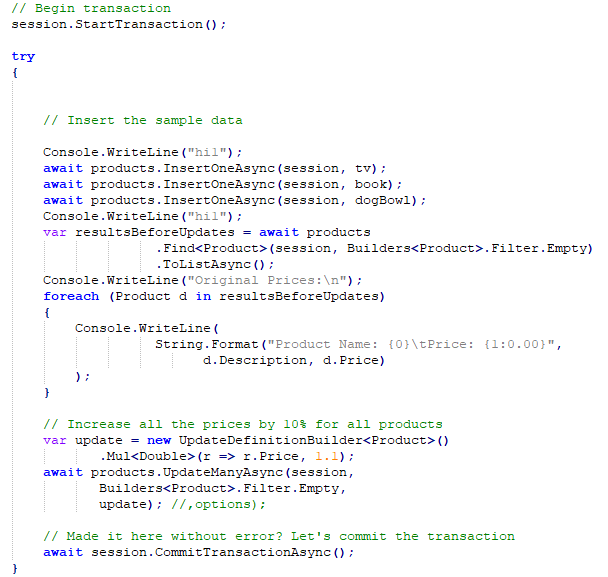 // Begin transaction
session.StartTransaction();
try
{
// Insert the sample data
Console.WriteLine("hil");
await products.InsertOneAsync(session, tv);
await products.InsertOneAsync(session, book);
await products.InsertOneAsync(session, dogBowl);
Console.WriteLine("hil");
var resultsBeforeUpdates = await products
.Find<Product>(session, Builders<Product>.Filter.Empty)
.ToListAsync();
Console.WriteLine("Original Prices:\n");
foreach (Product d in resultsBeforeUpdates)
{
Console.WriteLine(
String.Format("Product Name: {0}\tPrice: {1:0.00}",
d.Description, d.Price)
);
}
// Increase all the prices by 10% for all products
var update = new UpdateDefinitionBuilder<Product>()
.Mul<Double>(r => r.Price, 1.1);
await products.UpdateManyAsync(session,
Builders<Product>.Filter.Empty,
update); //,options);
// Made it here without error? Let's commit the transaction
await session.CommitTransactionAsync();
}